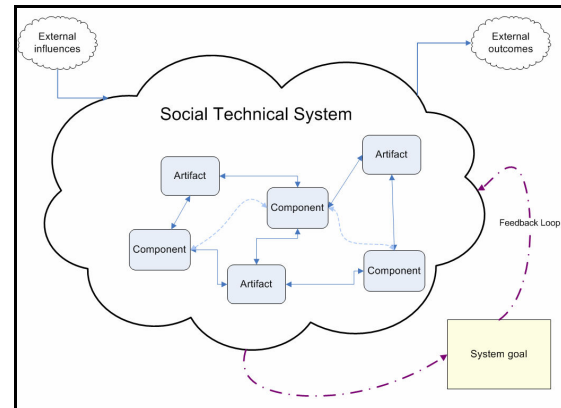 External
influences
External
outcomes
Social Technical System
Artifact
Artifact
Component
Component
Artifact
Component
Feedback Loop
System goal